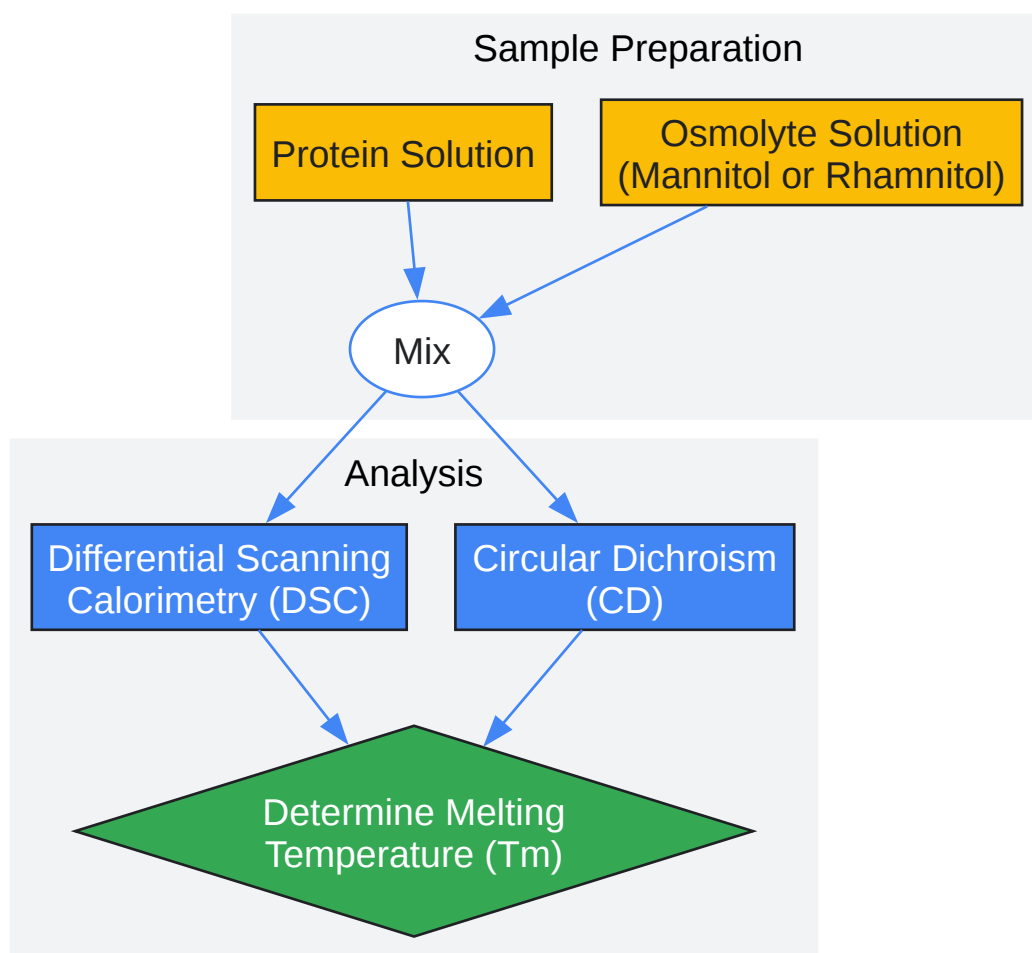 Sample Preparation
Protein Solution
Osmolyte Solution
(Mannitol or Rhamnitol)
Mix
Analysis
Differential Scanning
Calorimetry (DSC)
Circular Dichroism
(CD)
Determine Melting
Temperature (Tm)